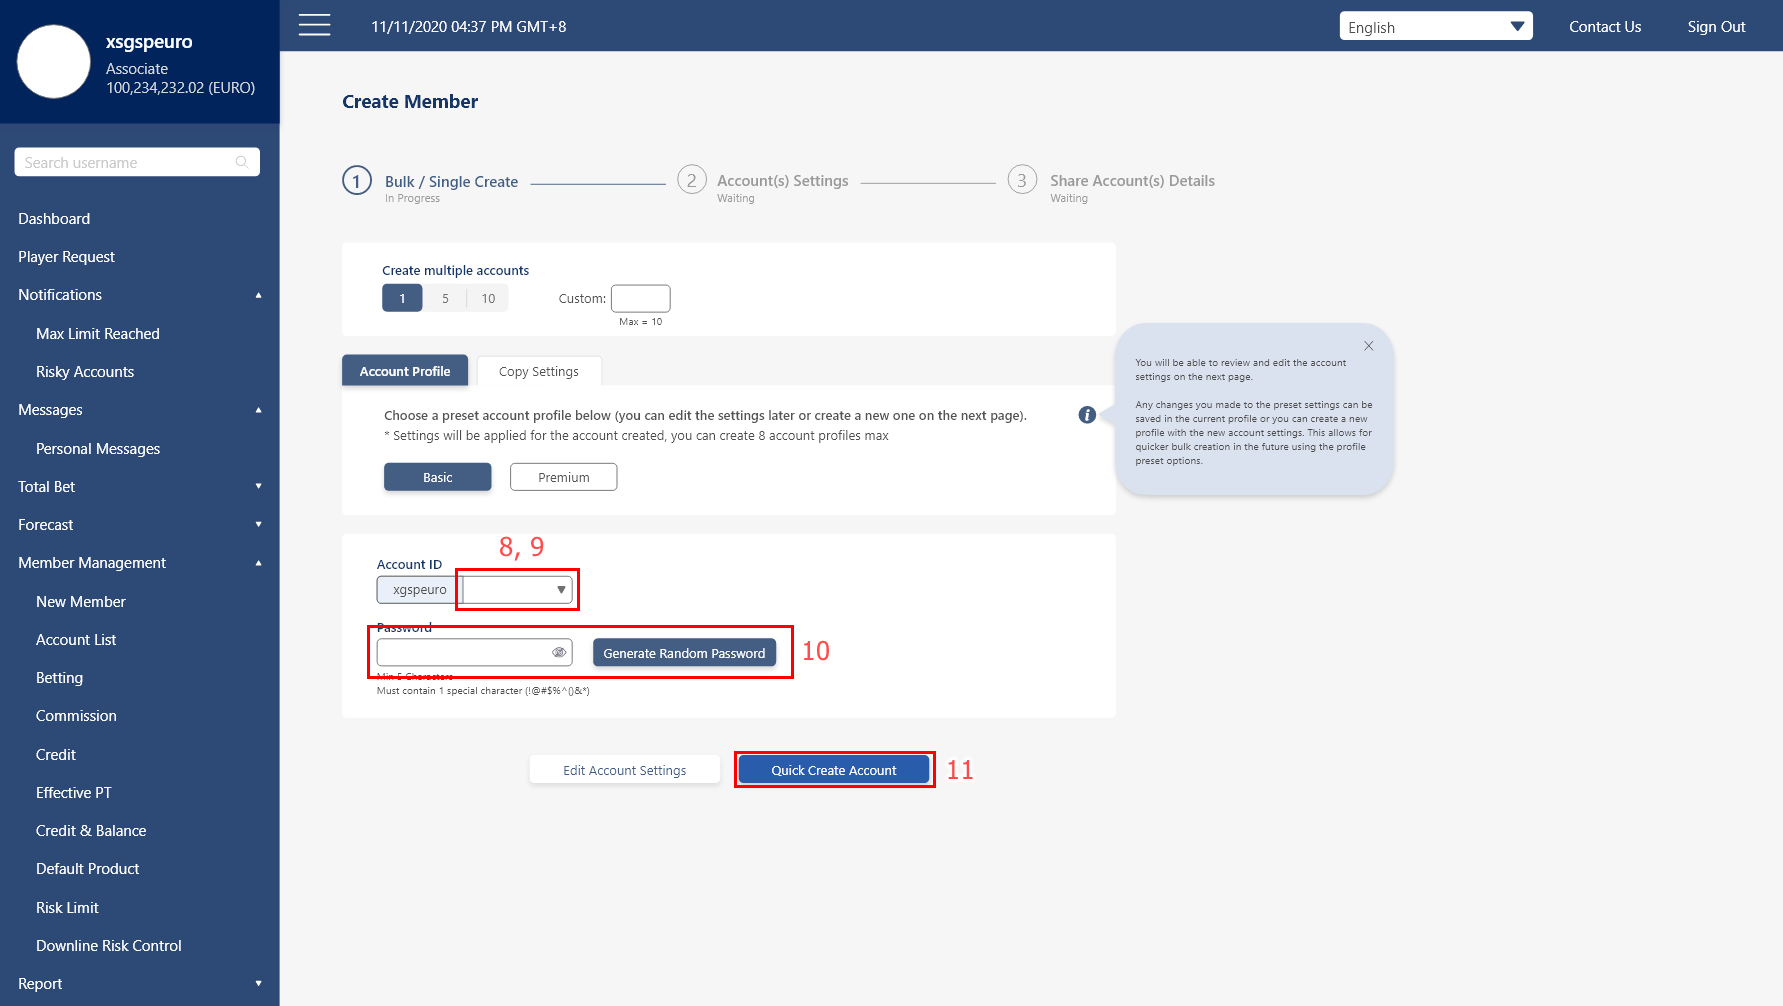 xsgspeuro
Associate
100,234,232.02 (EURO)
11/11/2020 04:37 PM GMT+8
English
Contact Us
Sign Out
Search username
Dashboard
Player Request
Notifications
Max Limit Reached
Risky Accounts
Messages
Personal Messages
Total Bet
Forecast
Member Management
New Member
Account List
Betting
Commission
Credit
Effective PT
Credit & Balance
Default Product
Risk Limit
Downline Risk Control
Report
Create Member
1 Bulk / Single Create
In Progress
2 Account(s) Settings
Waiting
3 Share Account(s) Details
Waiting
Create multiple accounts
1 5 10 Custom:
Max = 10
Account Profile Copy Settings
Choose a preset account profile below (you can edit the settings later or create a new one on the next page).
* Settings will be applied for the account created, you can create 8 account profiles max
Basic Premium
i
You will be able to review and edit the account
settings on the next page.
Any changes you made to the preset settings can be
saved in the current profile or you can create a new
profile with the new account settings. This allows for
quicker bulk creation in the future using the profile
preset options.
8, 9
Account ID
xgspeuro
Password
Generate Random Password
10
Min 5 Characters
Must contain 1 special character (!@#$%^()&*)
Edit Account Settings Quick Create Account 11